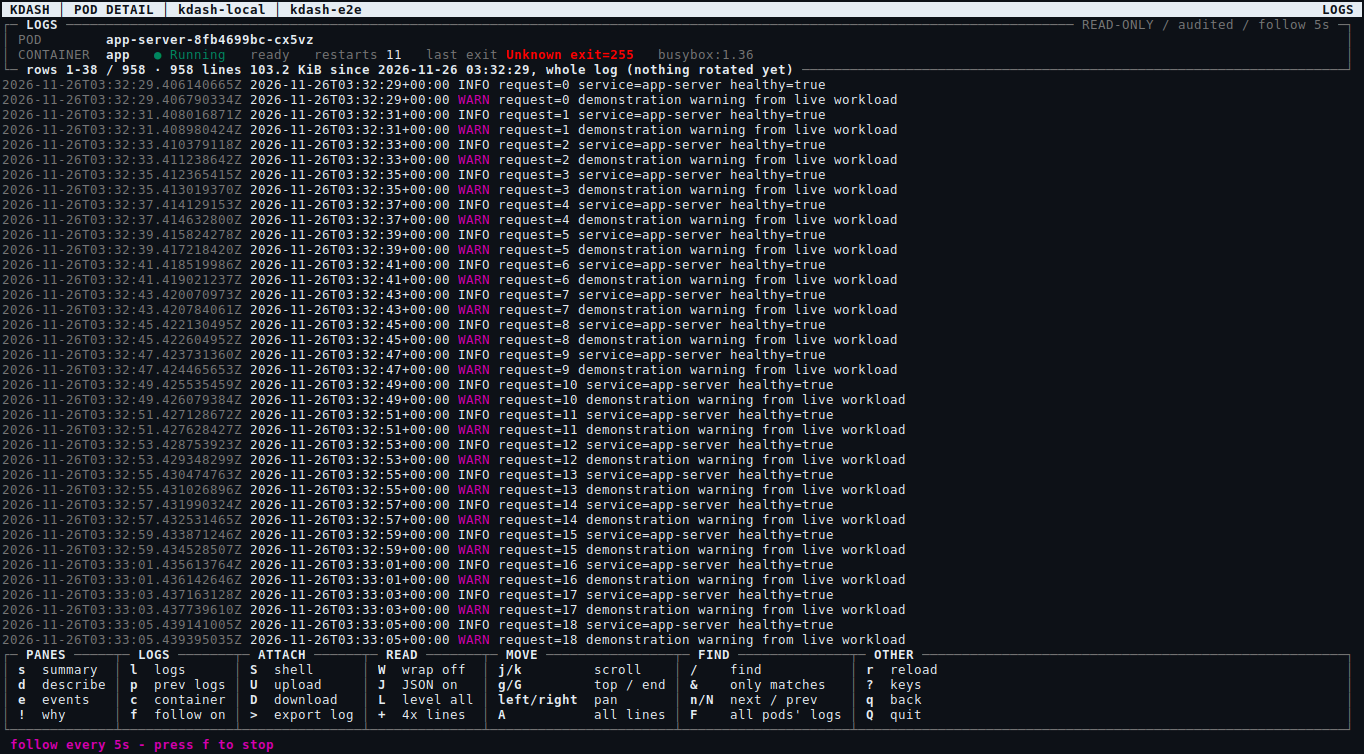 KDASH │ POD DETAIL │ kdash-local │ kdash-e2e LOGS
LOGS READ-ONLY / audited / follow 5s
POD app-server-8fb4699bc-cx5vz
CONTAINER app ● Running ready restarts 11 last exit Unknown exit=255 busybox:1.36
rows 1-38 / 958 · 958 lines 103.2 KiB since 2026-11-26 03:32:29, whole log (nothing rotated yet)
2026-11-26T03:32:29.406140665Z 2026-11-26T03:32:29+00:00 INFO request=0 service=app-server healthy=true
2026-11-26T03:32:29.406790334Z 2026-11-26T03:32:29+00:00 WARN request=0 demonstration warning from live workload
2026-11-26T03:32:31.408016871Z 2026-11-26T03:32:31+00:00 INFO request=1 service=app-server healthy=true
2026-11-26T03:32:31.408980424Z 2026-11-26T03:32:31+00:00 WARN request=1 demonstration warning from live workload
2026-11-26T03:32:33.410379118Z 2026-11-26T03:32:33+00:00 INFO request=2 service=app-server healthy=true
2026-11-26T03:32:33.411238642Z 2026-11-26T03:32:33+00:00 WARN request=2 demonstration warning from live workload
2026-11-26T03:32:35.412365415Z 2026-11-26T03:32:35+00:00 INFO request=3 service=app-server healthy=true
2026-11-26T03:32:35.413019370Z 2026-11-26T03:32:35+00:00 WARN request=3 demonstration warning from live workload
2026-11-26T03:32:37.414129153Z 2026-11-26T03:32:37+00:00 INFO request=4 service=app-server healthy=true
2026-11-26T03:32:37.414632800Z 2026-11-26T03:32:37+00:00 WARN request=4 demonstration warning from live workload
2026-11-26T03:32:39.415824278Z 2026-11-26T03:32:39+00:00 INFO request=5 service=app-server healthy=true
2026-11-26T03:32:39.417218420Z 2026-11-26T03:32:39+00:00 WARN request=5 demonstration warning from live workload
2026-11-26T03:32:41.418519986Z 2026-11-26T03:32:41+00:00 INFO request=6 service=app-server healthy=true
2026-11-26T03:32:41.419021237Z 2026-11-26T03:32:41+00:00 WARN request=6 demonstration warning from live workload
2026-11-26T03:32:43.420070973Z 2026-11-26T03:32:43+00:00 INFO request=7 service=app-server healthy=true
2026-11-26T03:32:43.420784061Z 2026-11-26T03:32:43+00:00 WARN request=7 demonstration warning from live workload
2026-11-26T03:32:45.422130495Z 2026-11-26T03:32:45+00:00 INFO request=8 service=app-server healthy=true
2026-11-26T03:32:45.422604952Z 2026-11-26T03:32:45+00:00 WARN request=8 demonstration warning from live workload
2026-11-26T03:32:47.423731360Z 2026-11-26T03:32:47+00:00 INFO request=9 service=app-server healthy=true
2026-11-26T03:32:47.424465653Z 2026-11-26T03:32:47+00:00 WARN request=9 demonstration warning from live workload
2026-11-26T03:32:49.425535459Z 2026-11-26T03:32:49+00:00 INFO request=10 service=app-server healthy=true
2026-11-26T03:32:49.426079384Z 2026-11-26T03:32:49+00:00 WARN request=10 demonstration warning from live workload
2026-11-26T03:32:51.427128672Z 2026-11-26T03:32:51+00:00 INFO request=11 service=app-server healthy=true
2026-11-26T03:32:51.427628427Z 2026-11-26T03:32:51+00:00 WARN request=11 demonstration warning from live workload
2026-11-26T03:32:53.428753923Z 2026-11-26T03:32:53+00:00 INFO request=12 service=app-server healthy=true
2026-11-26T03:32:53.429348299Z 2026-11-26T03:32:53+00:00 WARN request=12 demonstration warning from live workload
2026-11-26T03:32:55.430474763Z 2026-11-26T03:32:55+00:00 INFO request=13 service=app-server healthy=true
2026-11-26T03:32:55.431026896Z 2026-11-26T03:32:55+00:00 WARN request=13 demonstration warning from live workload
2026-11-26T03:32:57.431990324Z 2026-11-26T03:32:57+00:00 INFO request=14 service=app-server healthy=true
2026-11-26T03:32:57.432531465Z 2026-11-26T03:32:57+00:00 WARN request=14 demonstration warning from live workload
2026-11-26T03:32:59.433871246Z 2026-11-26T03:32:59+00:00 INFO request=15 service=app-server healthy=true
2026-11-26T03:32:59.434528507Z 2026-11-26T03:32:59+00:00 WARN request=15 demonstration warning from live workload
2026-11-26T03:33:01.435613764Z 2026-11-26T03:33:01+00:00 INFO request=16 service=app-server healthy=true
2026-11-26T03:33:01.436142646Z 2026-11-26T03:33:01+00:00 WARN request=16 demonstration warning from live workload
2026-11-26T03:33:03.437163128Z 2026-11-26T03:33:03+00:00 INFO request=17 service=app-server healthy=true
2026-11-26T03:33:03.437739610Z 2026-11-26T03:33:03+00:00 WARN request=17 demonstration warning from live workload
2026-11-26T03:33:05.439141005Z 2026-11-26T03:33:05+00:00 INFO request=18 service=app-server healthy=true
2026-11-26T03:33:05.439395035Z 2026-11-26T03:33:05+00:00 WARN request=18 demonstration warning from live workload
PANES LOGS ATTACH READ MOVE FIND OTHER
s summary l logs S shell W wrap off j/k scroll / find r reload
d describe p prev logs U upload J JSON on g/G top / end & only matches ? keys
e events c container D download L level all left/right pan n/N next / prev q back
! why f follow on > export log + 4x lines A all lines F all pods' logs Q quit
follow every 5s - press f to stop